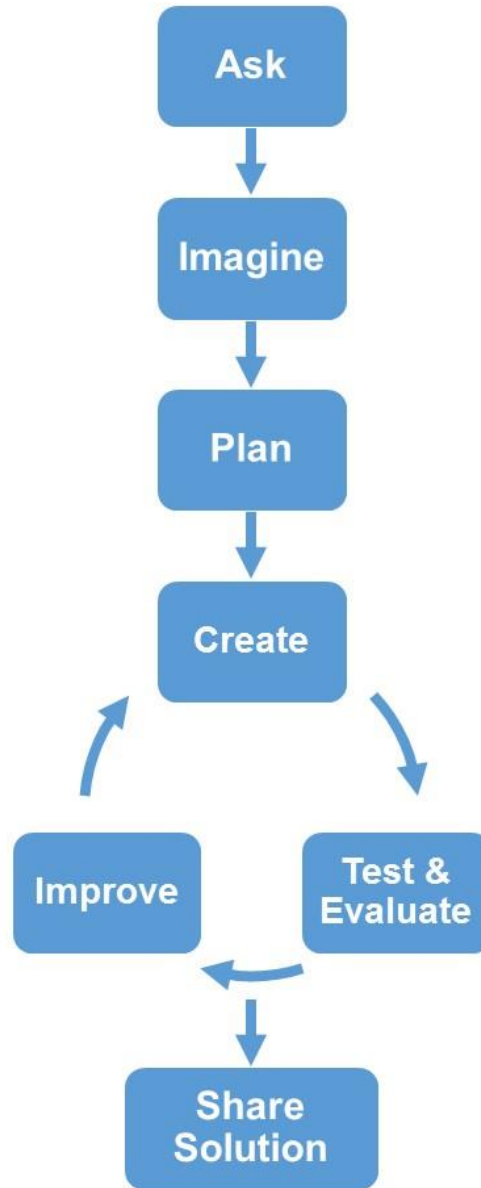 Ask
Imagine
Plan
Create
Improve
Test &
Evaluate
Share
Solution